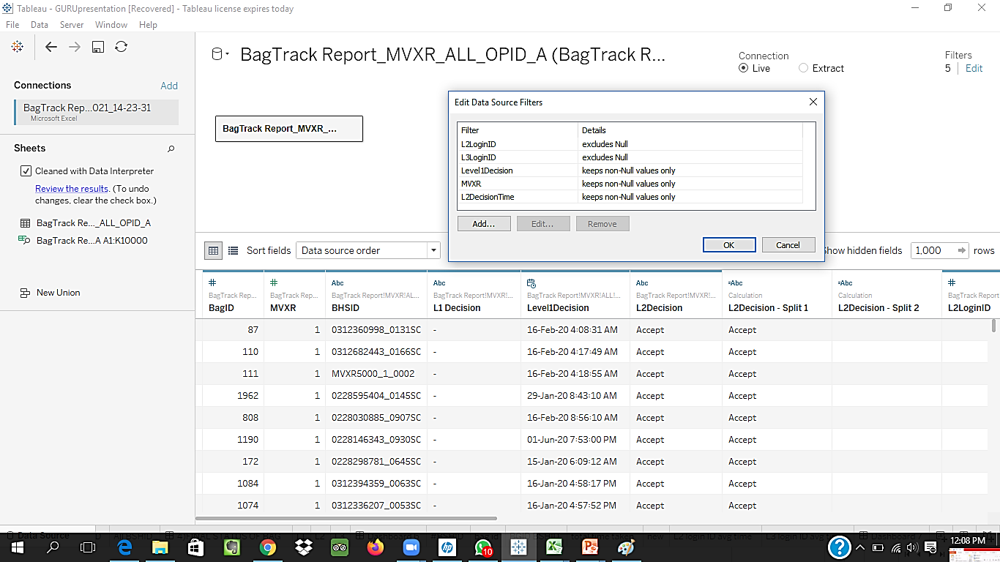 Tableau - GURUpresentation [Recovered] - Tableau license expires today
File Data Server Window Help
BagTrack Report_MVXR_ALL_OPID_A (BagTrack R...
Connection
Live Extract
Filters
5 Edit
Connections Add
BagTrack Rep...021_14-23-31
Microsoft Excel
Sheets
Cleaned with Data Interpreter
Review the results. (To undo
changes, clear the check box.)
BagTrack Re..._ALL_OPID_A
BagTrack Re...A A1:K10000
New Union
BagTrack Report_MVXR_...
Edit Data Source Filters
Filter Details
L2LoginID excludes Null
L3LoginID excludes Null
Level1Decision keeps non-Null values only
MVXR keeps non-Null values only
L2DecisionTime keeps non-Null values only
Add... Edit... Remove
OK Cancel
Sort fields Data source order how hidden fields 1,000 rows
Abc Abc Abc =Abc =Abc
BagTrack Rep... BagTrack Rep... BagTrack Report!MVXR!AL... BagTrack Report!MVXR!... BagTrack Report!MVXR!ALL!... BagTrack Report!MVXR!... Calculation Calculation BagTrack Report
BagID MVXR BHSID L1 Decision Level1Decision L2Decision L2Decision - Split 1 L2Decision - Split 2 L2LoginID
87 1 0312360998_0131SC - 16-Feb-20 4:08:31 AM Accept Accept
110 1 0312682443_0166SC - 16-Feb-20 4:17:49 AM Accept Accept
111 1 MVXR5000_1_0002 - 16-Feb-20 4:18:55 AM Accept Accept
1962 1 0228595404_0145SC - 29-Jan-20 8:43:10 AM Accept Accept
808 1 0228030885_0907SC - 16-Feb-20 8:56:10 AM Accept Accept
1190 1 0228146343_0930SC - 01-Jun-20 7:53:00 PM Accept Accept
172 1 0228298781_0645SC - 15-Jan-20 6:09:12 AM Accept Accept
1084 1 0312394359_0063SC - 16-Jan-20 4:58:17 PM Accept Accept
1074 1 0312336207_0053SC - 16-Jan-20 4:57:52 PM Accept Accept
Data Source
10
12:08 PM